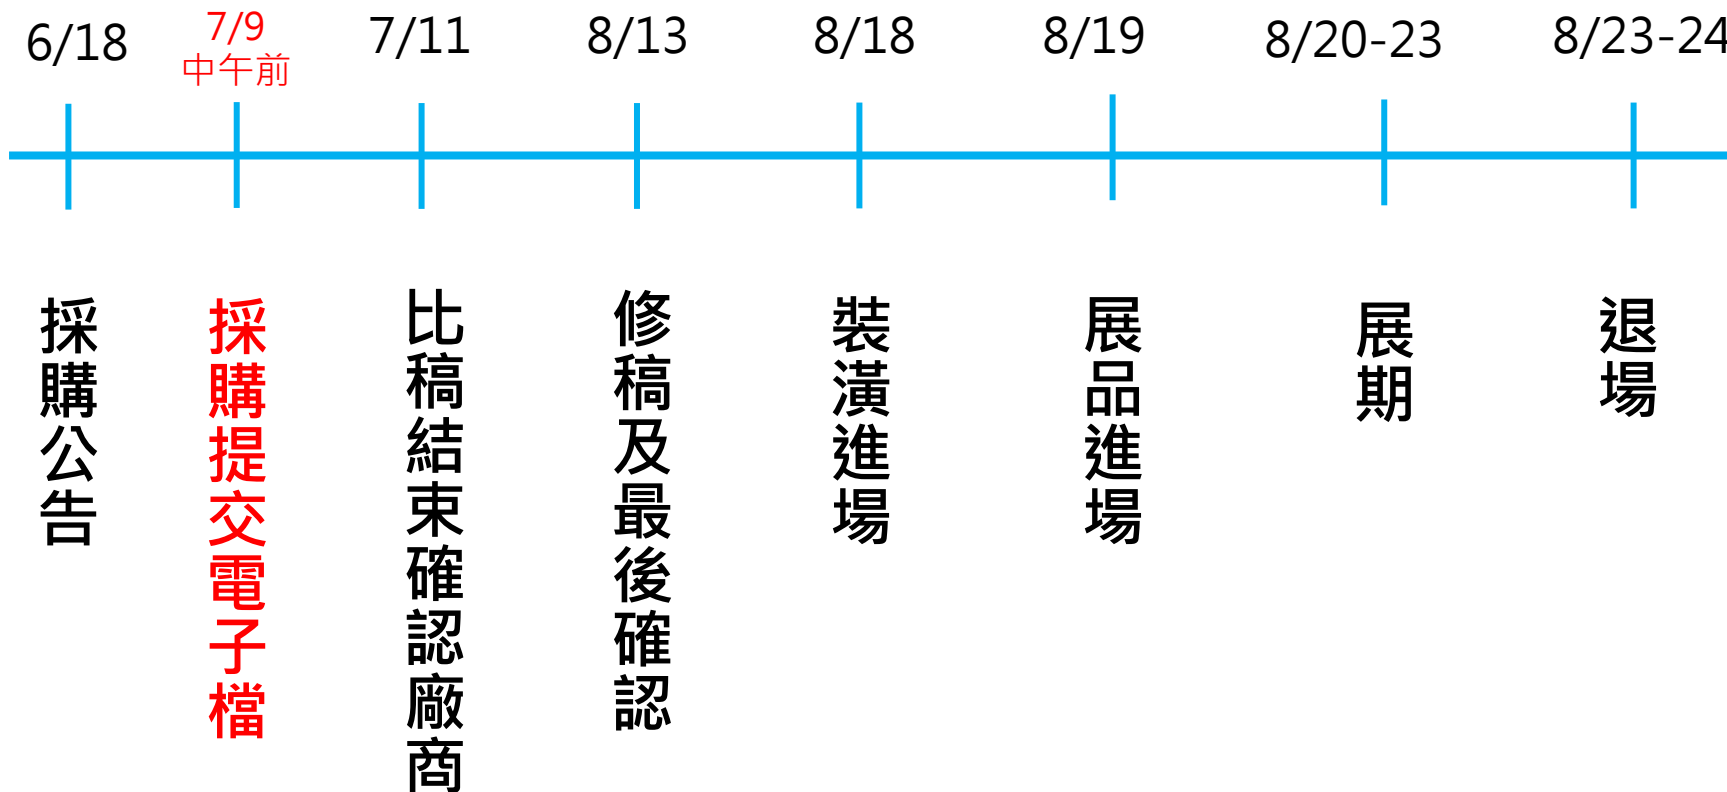 6/18
7/9
中午前
7/11
8/13
8/18
8/19
8/20-23
8/23-24
採購公告
採購提交電子檔
比稿結束確認廠商
修稿及最後確認
裝潢進場
展品進場
展期
退場